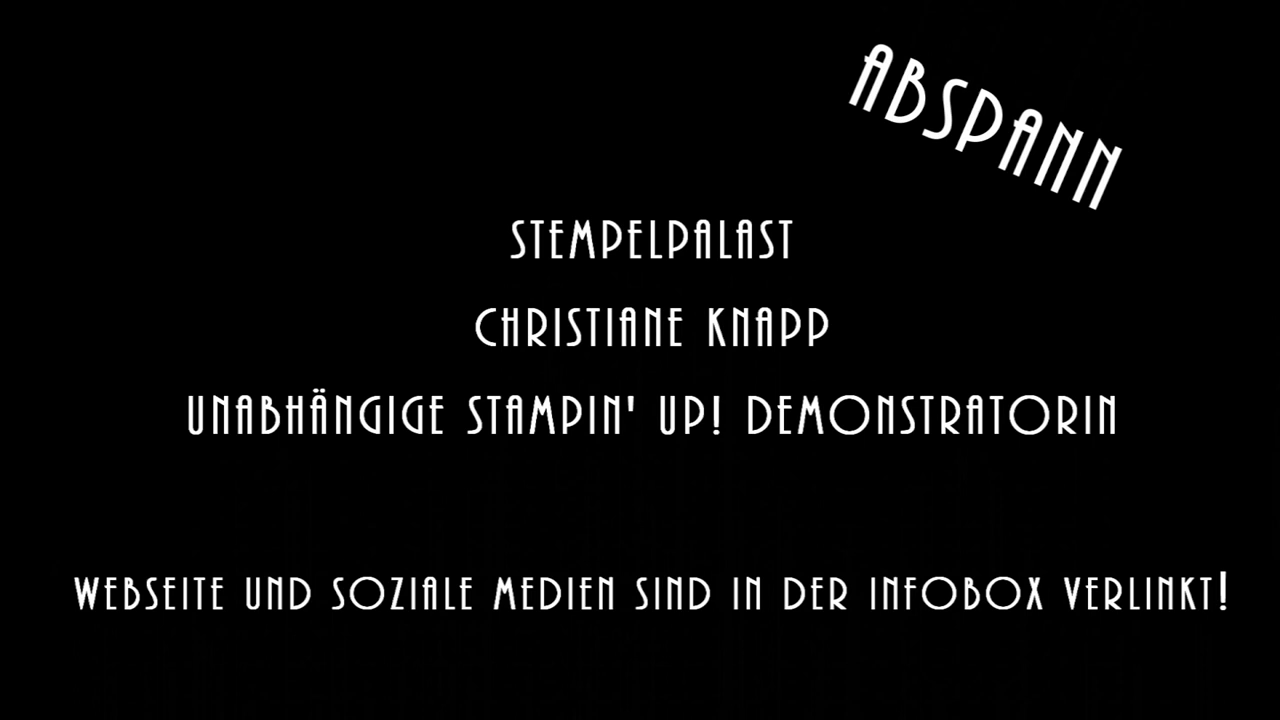 ABSPANN
STEMPELPALAST
CHRISTIANE KNAPP
UNABHÄNGIGE STAMPIN' UP! DEMONSTRATORIN
WEBSEITE UND SOZIALE MEDIEN SIND IN DER INFOBOX VERLINKT!